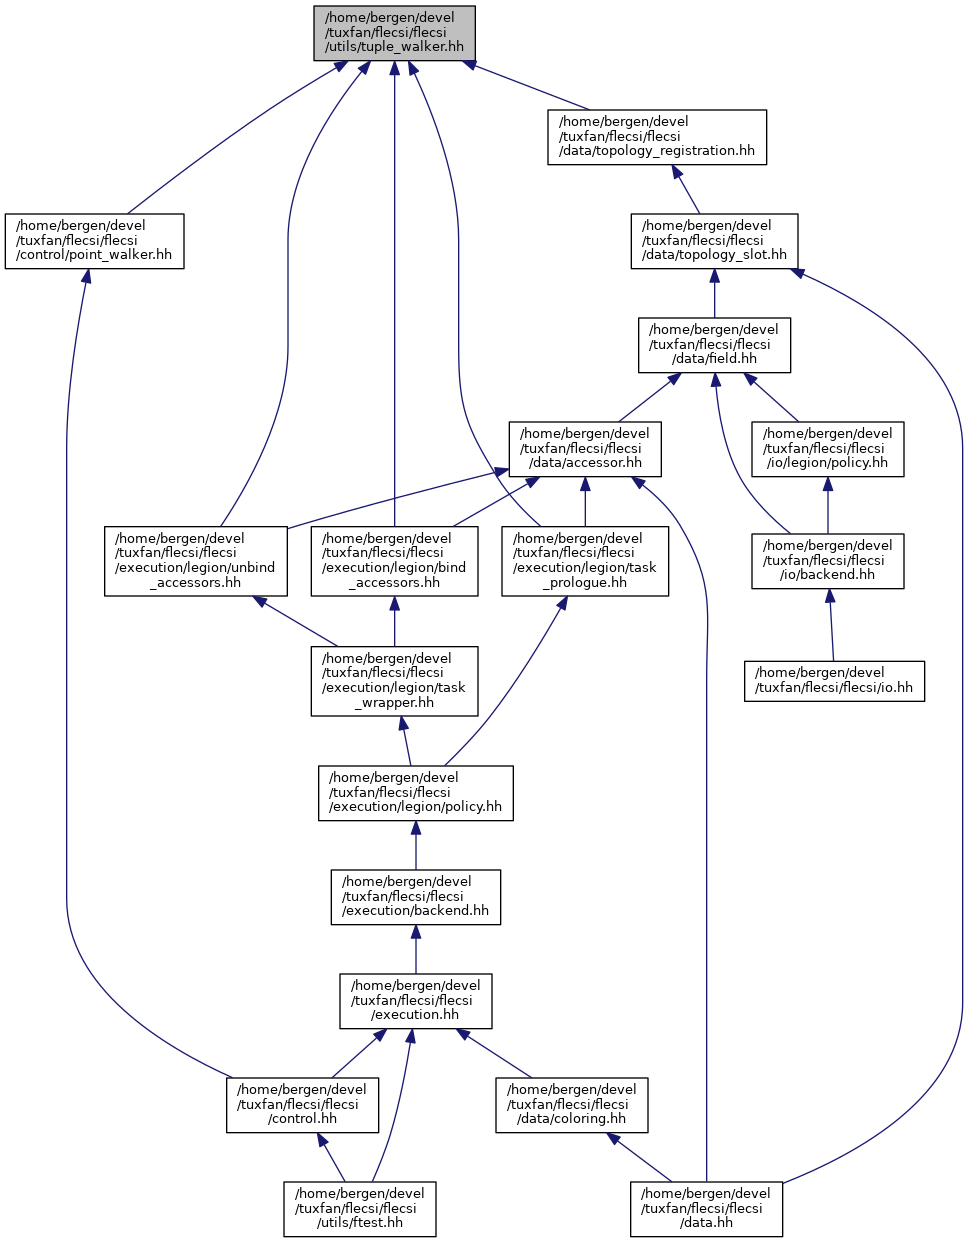 /home/bergen/devel
/tuxfan/flecsi/flecsi
/utils/tuple_walker.hh
/home/bergen/devel
/tuxfan/flecsi/flecsi
/data/topology_registration.hh
/home/bergen/devel
/tuxfan/flecsi/flecsi
/control/point_walker.hh
/home/bergen/devel
/tuxfan/flecsi/flecsi
/data/topology_slot.hh
/home/bergen/devel
/tuxfan/flecsi/flecsi
/data/field.hh
/home/bergen/devel
/tuxfan/flecsi/flecsi
/data/accessor.hh
/home/bergen/devel
/tuxfan/flecsi/flecsi
/io/legion/policy.hh
/home/bergen/devel
/tuxfan/flecsi/flecsi
/execution/legion/unbind
_accessors.hh
/home/bergen/devel
/tuxfan/flecsi/flecsi
/execution/legion/bind
_accessors.hh
/home/bergen/devel
/tuxfan/flecsi/flecsi
/execution/legion/task
_prologue.hh
/home/bergen/devel
/tuxfan/flecsi/flecsi
/io/backend.hh
/home/bergen/devel
/tuxfan/flecsi/flecsi
/execution/legion/task
_wrapper.hh
/home/bergen/devel
/tuxfan/flecsi/flecsi/io.hh
/home/bergen/devel
/tuxfan/flecsi/flecsi
/execution/legion/policy.hh
/home/bergen/devel
/tuxfan/flecsi/flecsi
/execution/backend.hh
/home/bergen/devel
/tuxfan/flecsi/flecsi
/execution.hh
/home/bergen/devel
/tuxfan/flecsi/flecsi
/control.hh
/home/bergen/devel
/tuxfan/flecsi/flecsi
/data/coloring.hh
/home/bergen/devel
/tuxfan/flecsi/flecsi
/utils/ftest.hh
/home/bergen/devel
/tuxfan/flecsi/flecsi
/data.hh